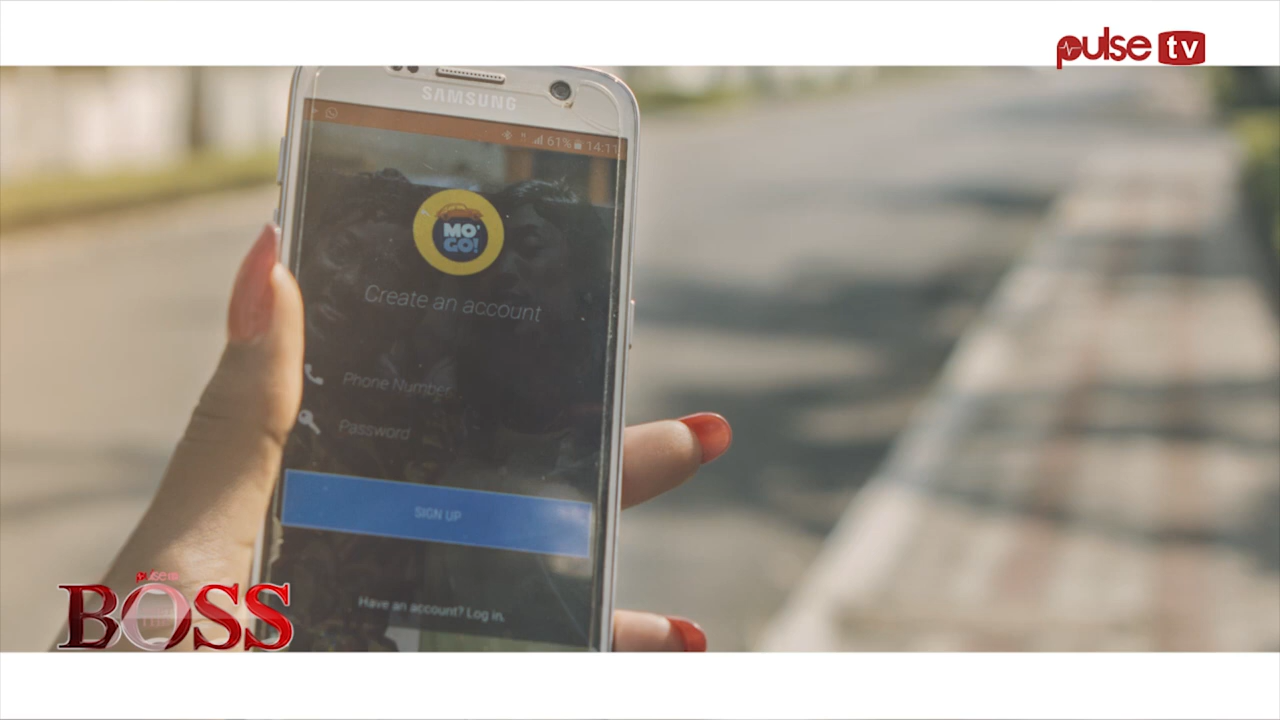 pulse tv
SAMSUNG
61% 14:11
MO'
GO!
Create an account
Phone Number
Password
SIGN UP
Have an account? Log in.
BOSS